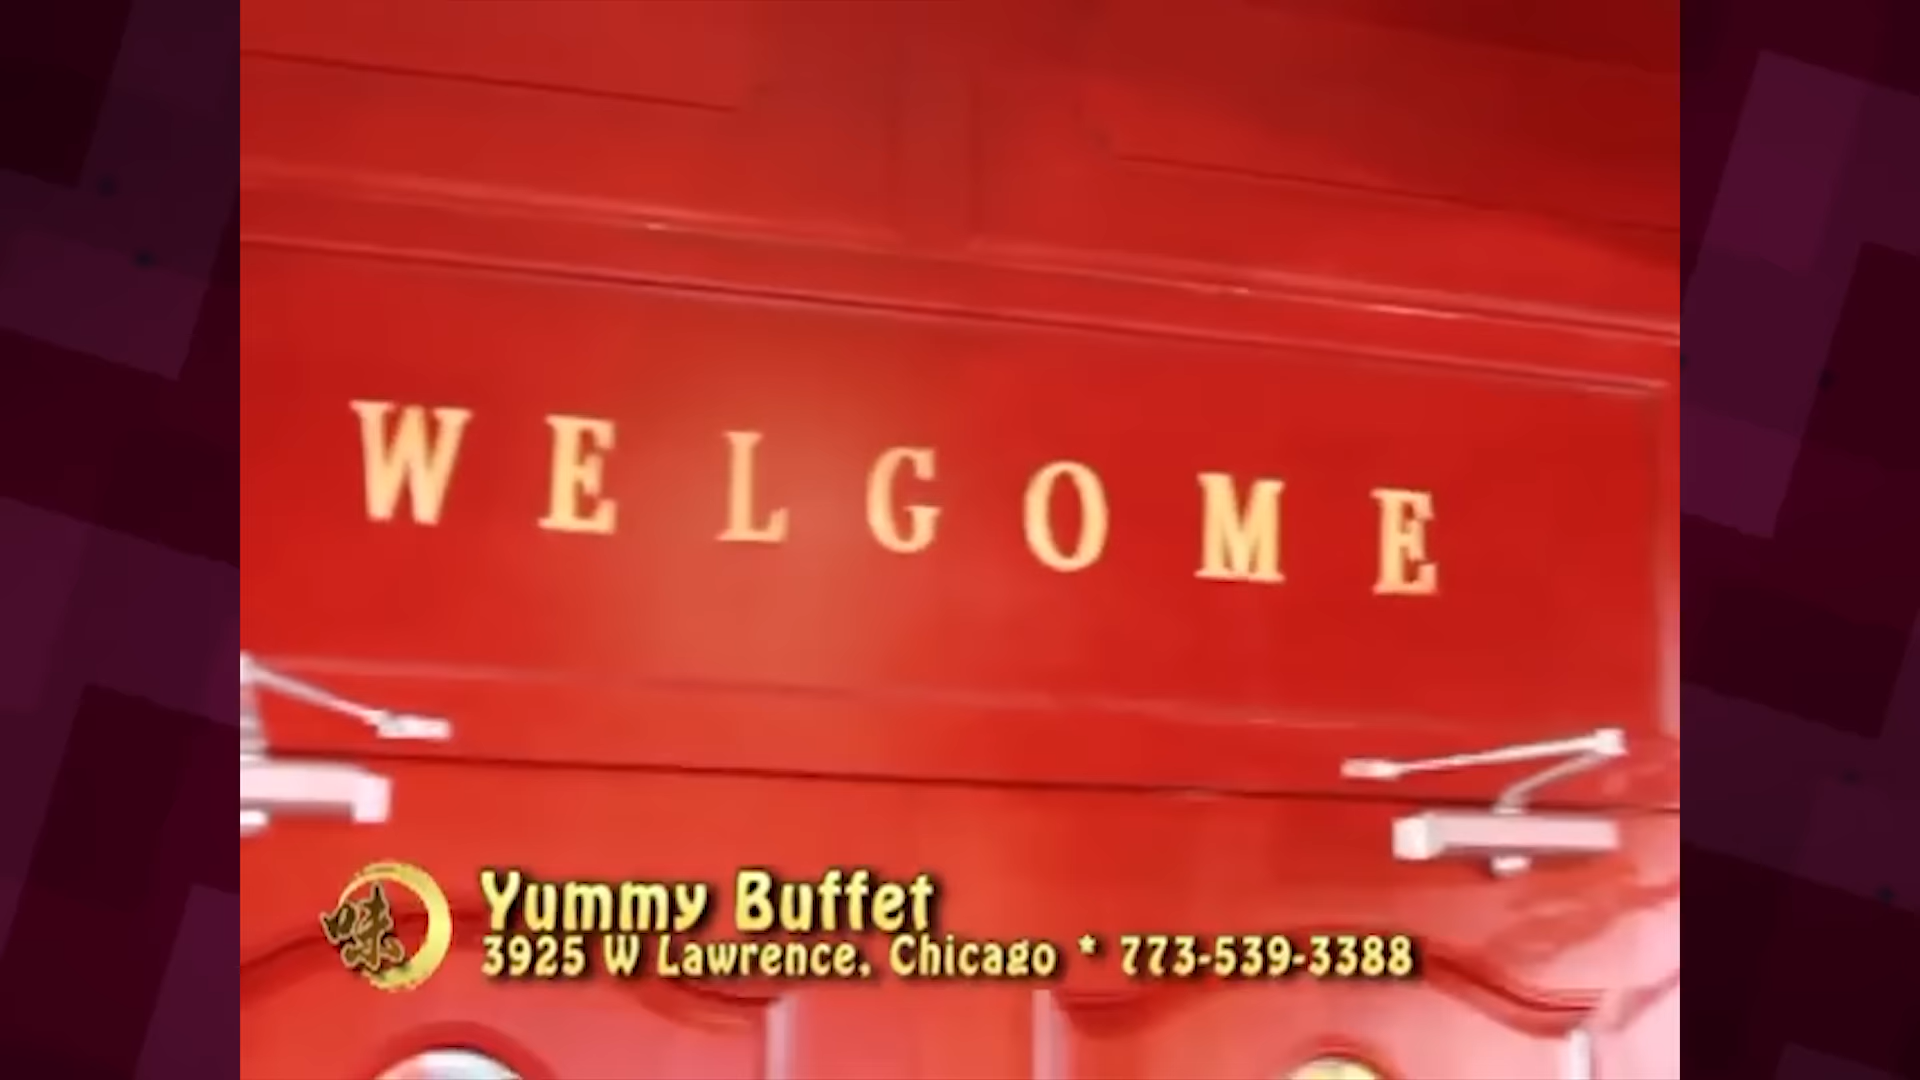 WELGOME
味
Yummy Buffet
3925 W Lawrence, Chicago * 773-539-3388